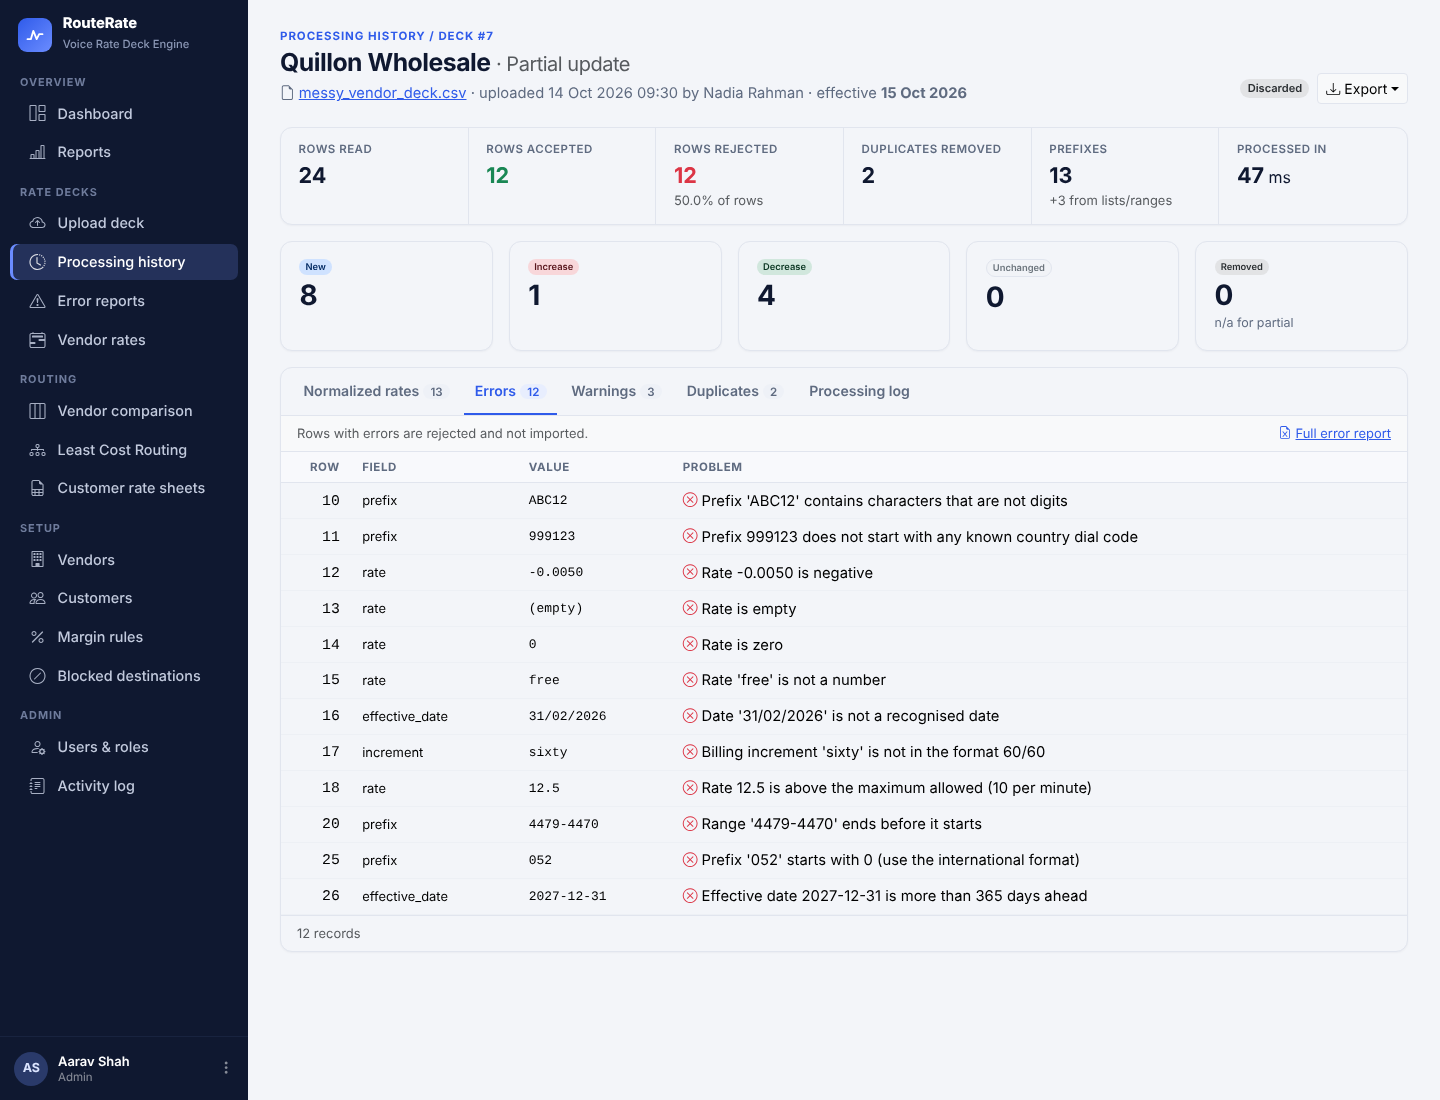 RouteRate
Voice Rate Deck Engine
OVERVIEW
Dashboard
Reports
RATE DECKS
Upload deck
Processing history
Error reports
Vendor rates
ROUTING
Vendor comparison
Least Cost Routing
Customer rate sheets
SETUP
Vendors
Customers
Margin rules
Blocked destinations
ADMIN
Users & roles
Activity log
AS
Aarav Shah
Admin
PROCESSING HISTORY / DECK #7
Quillon Wholesale · Partial update
messy_vendor_deck.csv · uploaded 14 Oct 2026 09:30 by Nadia Rahman · effective 15 Oct 2026
Discarded
Export
ROWS READ
24
ROWS ACCEPTED
12
ROWS REJECTED
12
50.0% of rows
DUPLICATES REMOVED
2
PREFIXES
13
+3 from lists/ranges
PROCESSED IN
47 ms
New
8
Increase
1
Decrease
4
Unchanged
0
Removed
0
n/a for partial
Normalized rates 13 Errors 12 Warnings 3 Duplicates 2 Processing log
Rows with errors are rejected and not imported. Full error report
ROW FIELD VALUE PROBLEM
10 prefix ABC12 Prefix 'ABC12' contains characters that are not digits
11 prefix 999123 Prefix 999123 does not start with any known country dial code
12 rate -0.0050 Rate -0.0050 is negative
13 rate (empty) Rate is empty
14 rate 0 Rate is zero
15 rate free Rate 'free' is not a number
16 effective_date 31/02/2026 Date '31/02/2026' is not a recognised date
17 increment sixty Billing increment 'sixty' is not in the format 60/60
18 rate 12.5 Rate 12.5 is above the maximum allowed (10 per minute)
20 prefix 4479-4470 Range '4479-4470' ends before it starts
25 prefix 052 Prefix '052' starts with 0 (use the international format)
26 effective_date 2027-12-31 Effective date 2027-12-31 is more than 365 days ahead
12 records